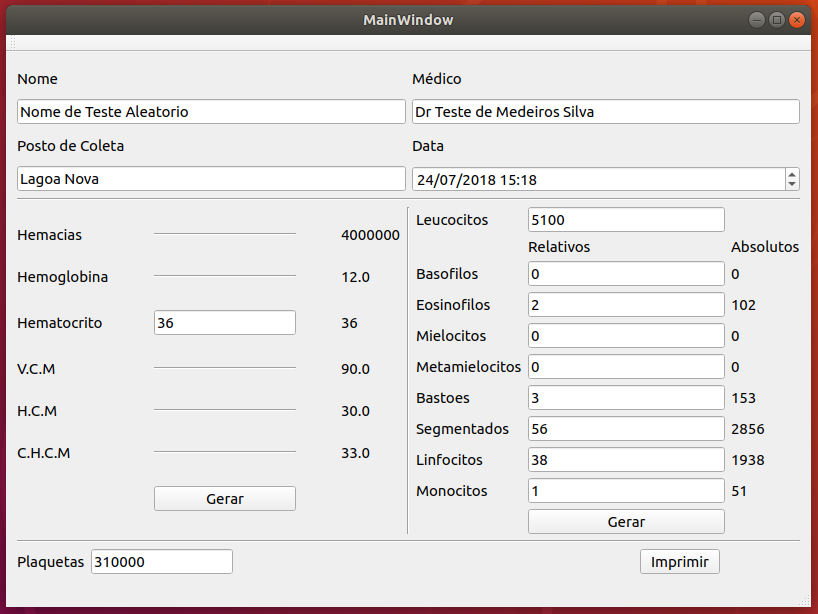 MainWindow
Nome
Médico
Nome de Teste Aleatorio
Dr Teste de Medeiros Silva
Posto de Coleta
Data
Lagoa Nova
24/07/2018 15:18
Hemacias 4000000
Hemoglobina 12.0
Hematocrito 36 36
V.C.M 90.0
H.C.M 30.0
C.H.C.M 33.0
Gerar
Leucocitos 5100
Relativos Absolutos
Basofilos 0 0
Eosinofilos 2 102
Mielocitos 0 0
Metamielocitos 0 0
Bastoes 3 153
Segmentados 56 2856
Linfocitos 38 1938
Monocitos 1 51
Gerar
Plaquetas 310000
Imprimir